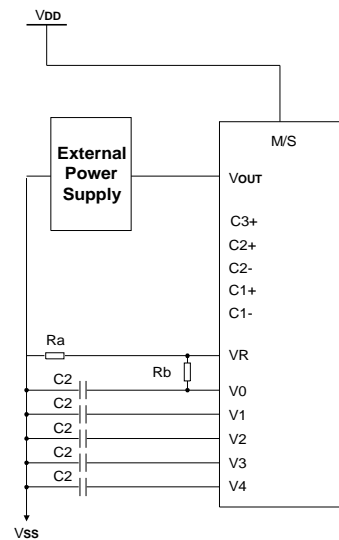 VDD
M/S
External
Power
Supply
VOUT
C3+
C2+
C2-
C1+
C1-
Ra
VR
Rb
C2
V0
C2
V1
C2
V2
C2
V3
C2
V4
VSS